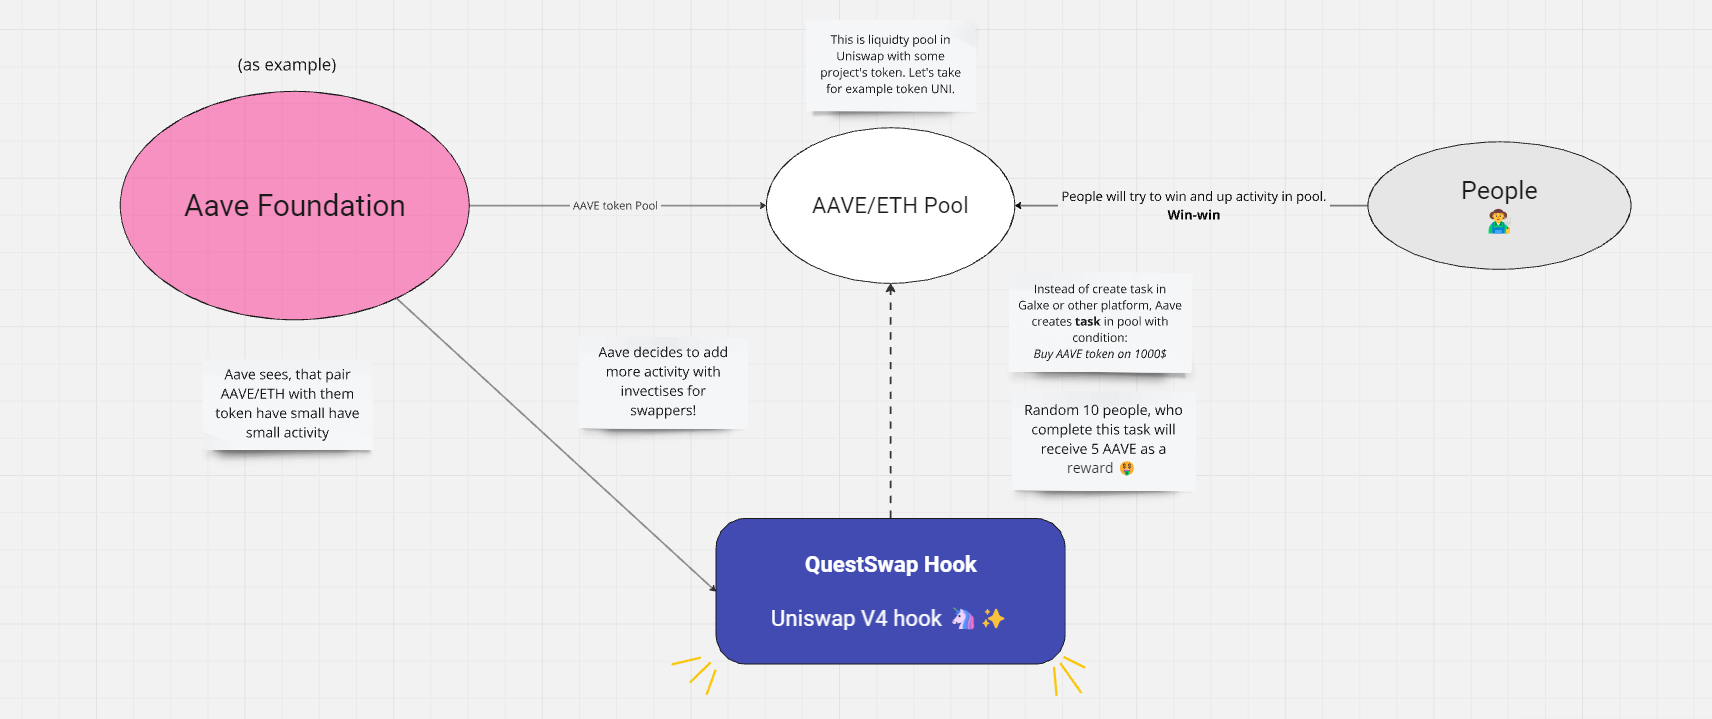 (as example)
Aave Foundation
AAVE token Pool
This is liquidty pool in
Uniswap with some
project's token. Let's take
for example token UNI.
AAVE/ETH Pool
People will try to win and up activity in pool.
Win-win
People
Aave sees, that pair
AAVE/ETH with them
token have small have
small activity
Aave decides to add
more activity with
invectises for
swappers!
Instead of create task in
Galxe or other platform, Aave
creates task in pool with
condition:
Buy AAVE token on 1000$
Random 10 people, who
complete this task will
receive 5 AAVE as a
reward 🤑
QuestSwap Hook
Uniswap V4 hook 🦄 ✨